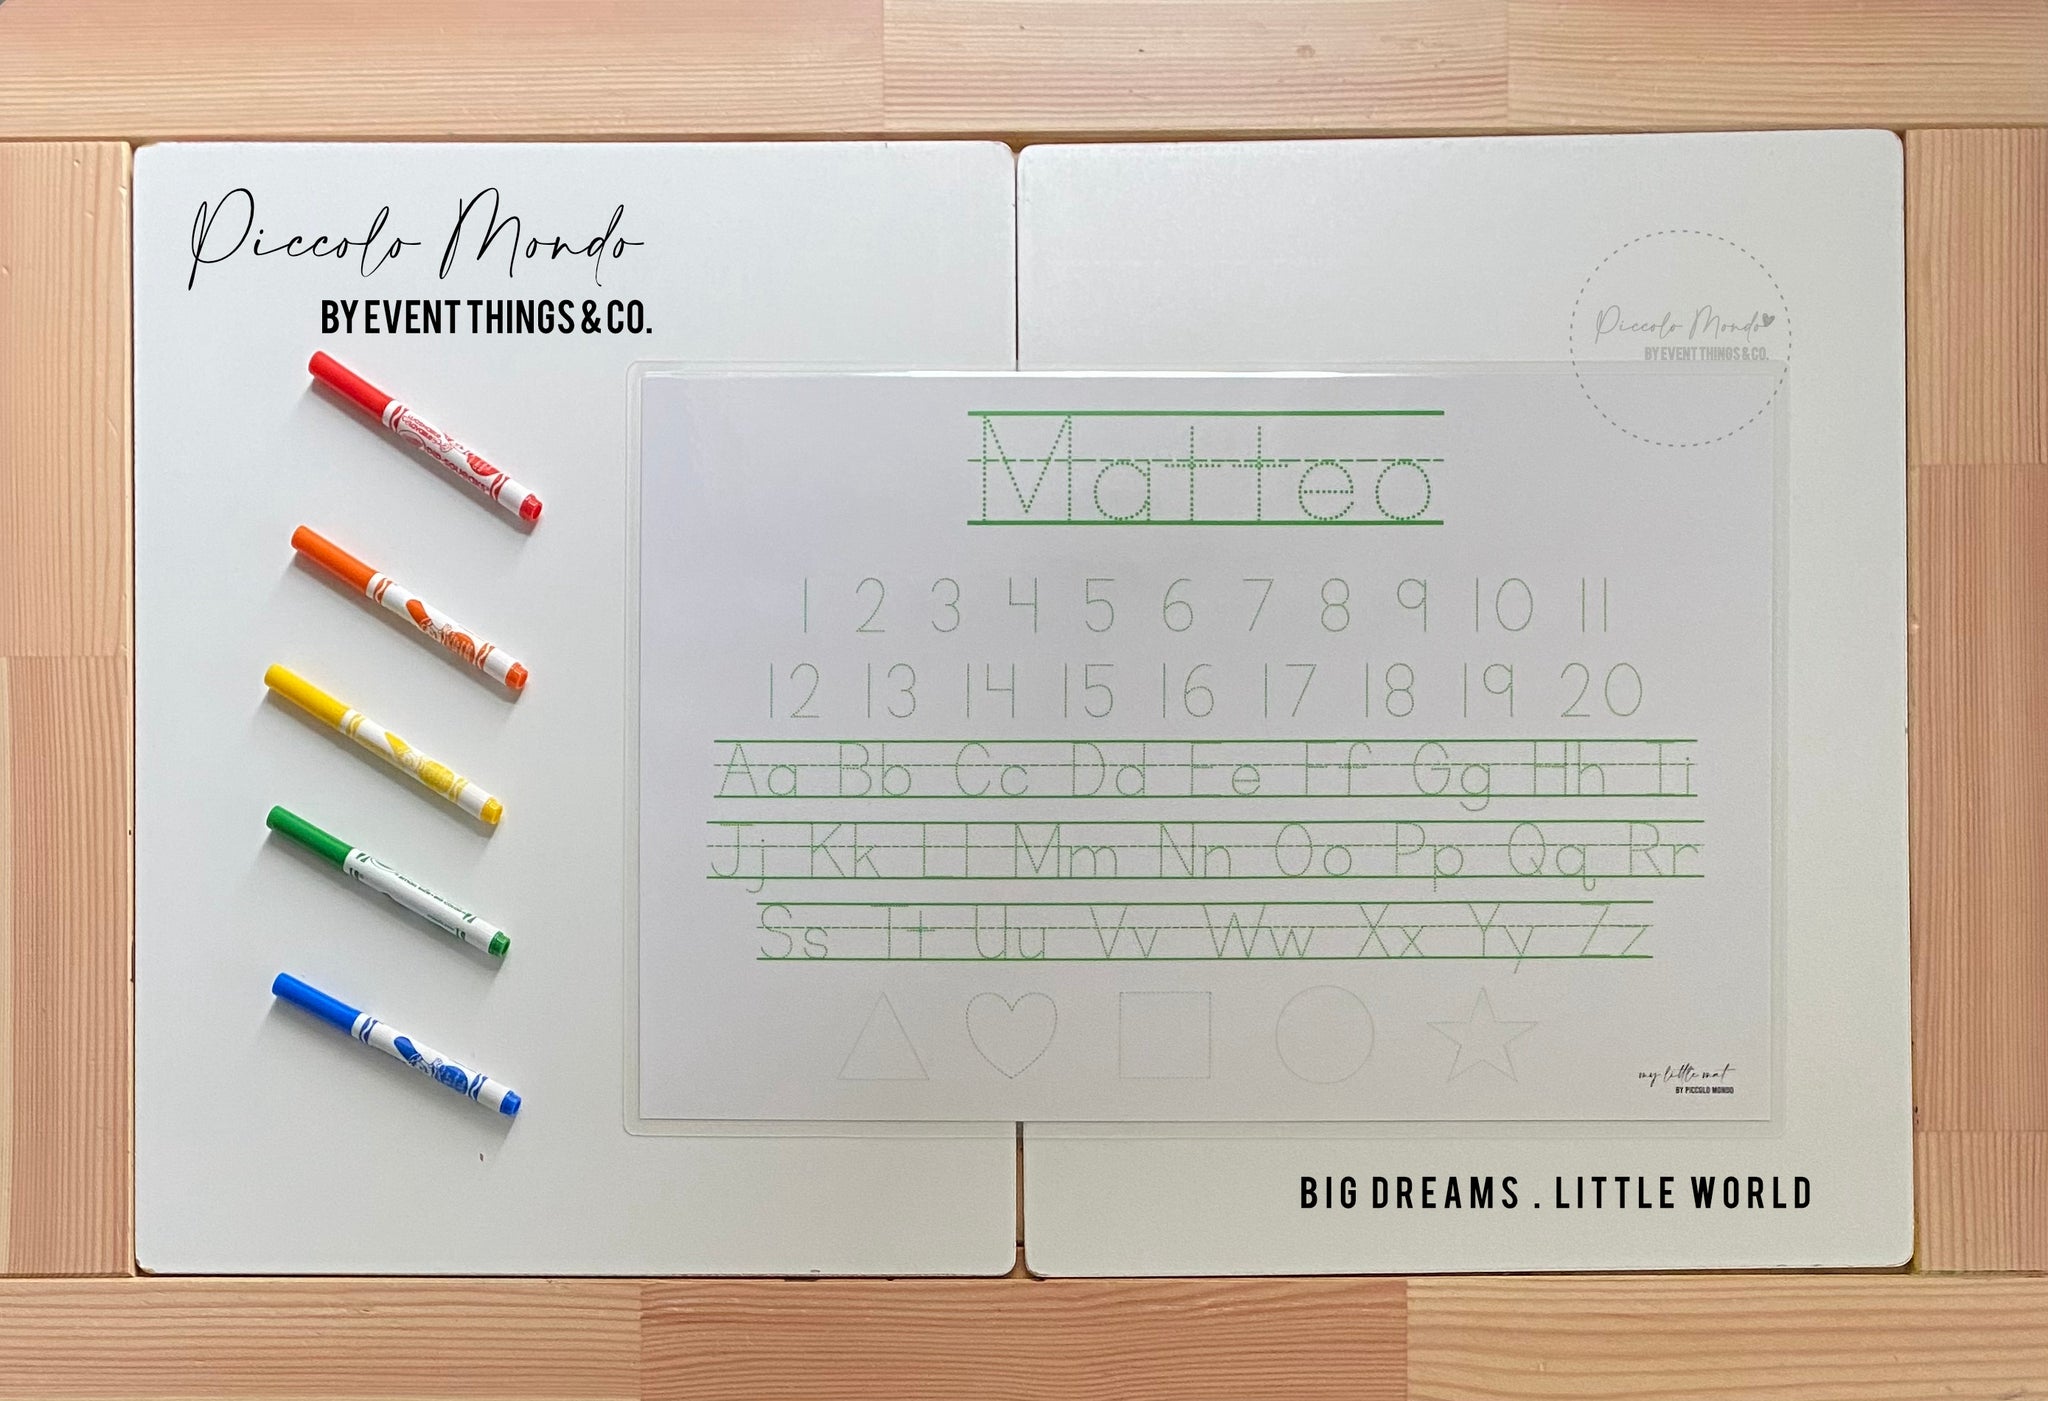 Piccolo Mondo
BY EVENT THINGS & CO.
Piccolo Mondo
BY EVENT THINGS & CO.
Matteo
1 2 3 4 5 6 7 8 9 10 11
12 13 14 15 16 17 18 19 20
Aa Bb Cc Dd Ee Ff Gg Hh Ii
Jj Kk Ll Mm Nn Oo Pp Qq Rr
Ss Tt Uu Vv Ww Xx Yy Zz
my little mat
BY PICCOLO MONDO
BIG DREAMS . LITTLE WORLD